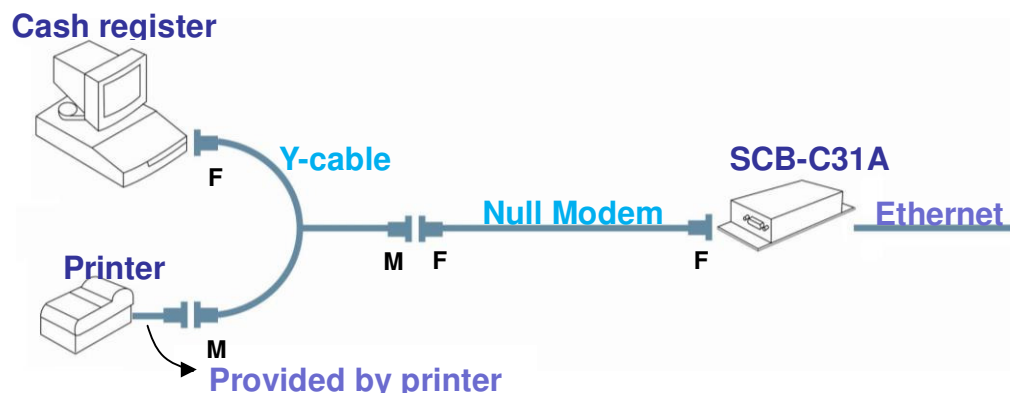 Cash register
F
Y-cable
SCB-C31A
Null Modem
Ethernet
M
F
F
Printer
M
Provided by printer